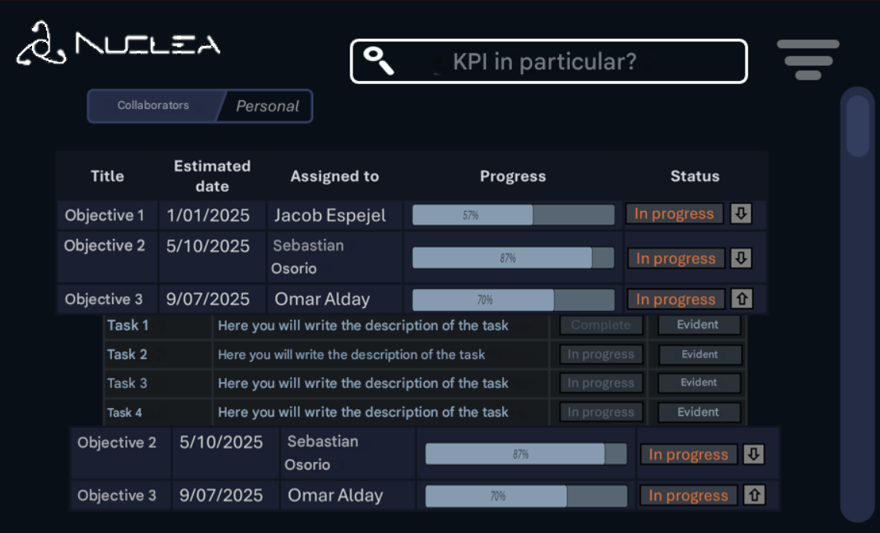 NUCLEA
KPI in particular?
Collaborators Personal
Title Estimated date Assigned to Progress Status
Objective 1 1/01/2025 Jacob Espejel 57% In progress
Objective 2 5/10/2025 Sebastian Osorio 87% In progress
Objective 3 9/07/2025 Omar Alday 70% In progress
Task 1 Here you will write the description of the task Complete Evident
Task 2 Here you will write the description of the task In progress Evident
Task 3 Here you will write the description of the task In progress Evident
Task 4 Here you will write the description of the task In progress Evident
Objective 2 5/10/2025 Sebastian Osorio 87% In progress
Objective 3 9/07/2025 Omar Alday 70% In progress